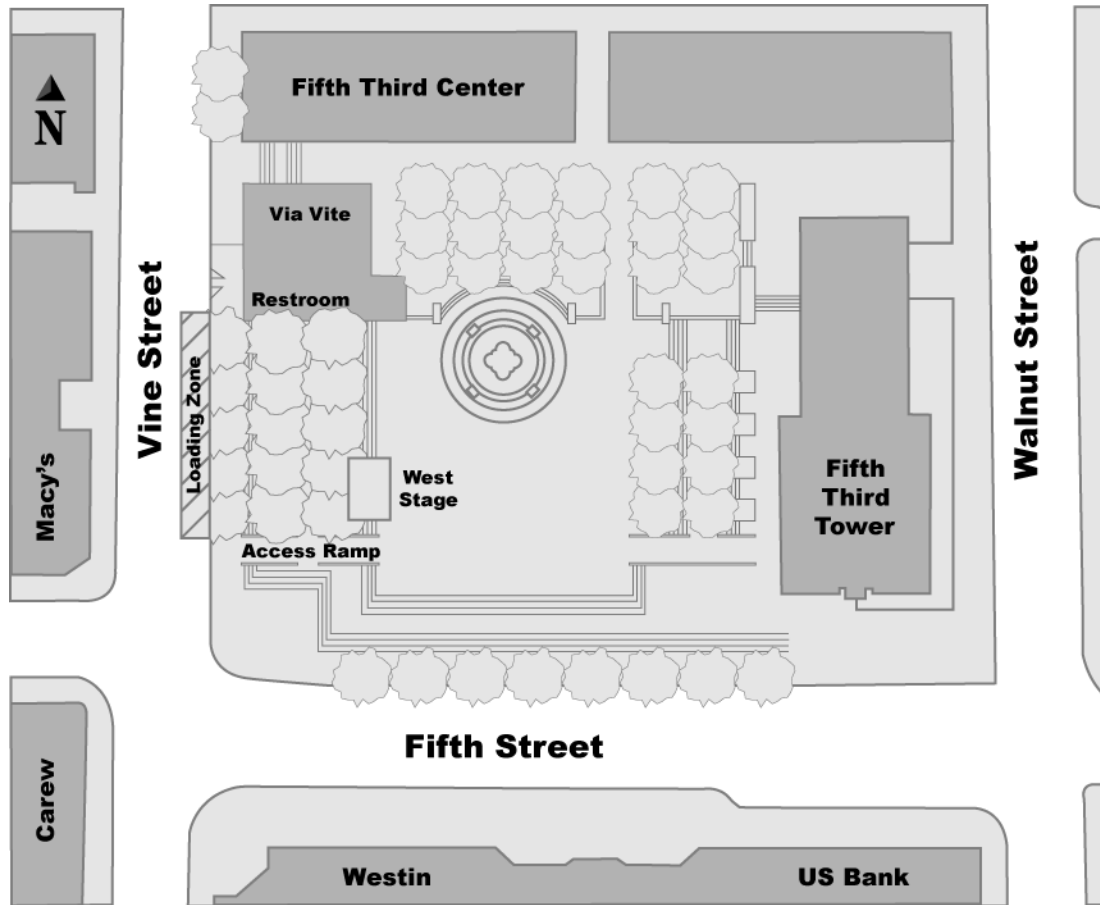 Fifth Third Center
N
Via Vite
Restroom
Vine Street
Walnut Street
Loading Zone
Macy's
West
Stage
Fifth
Third
Tower
Access Ramp
Fifth Street
Carew
Westin
US Bank